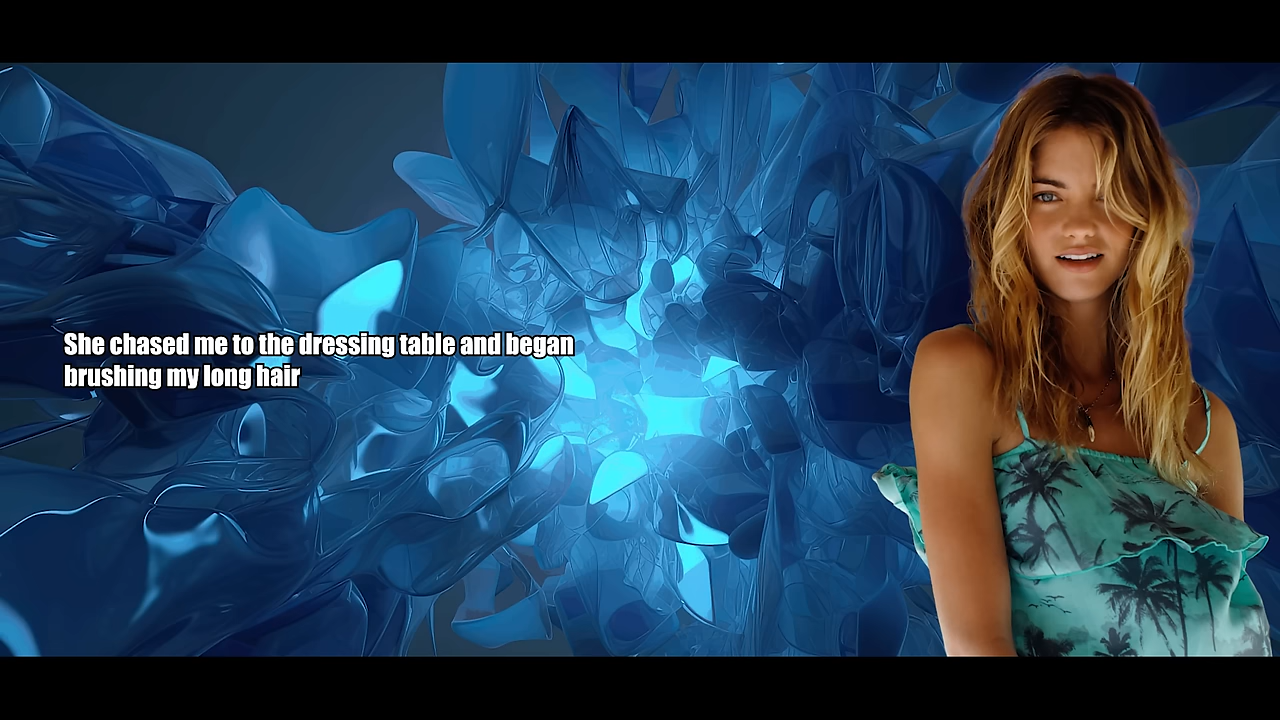 She chased me to the dressing table and began
brushing my long hair